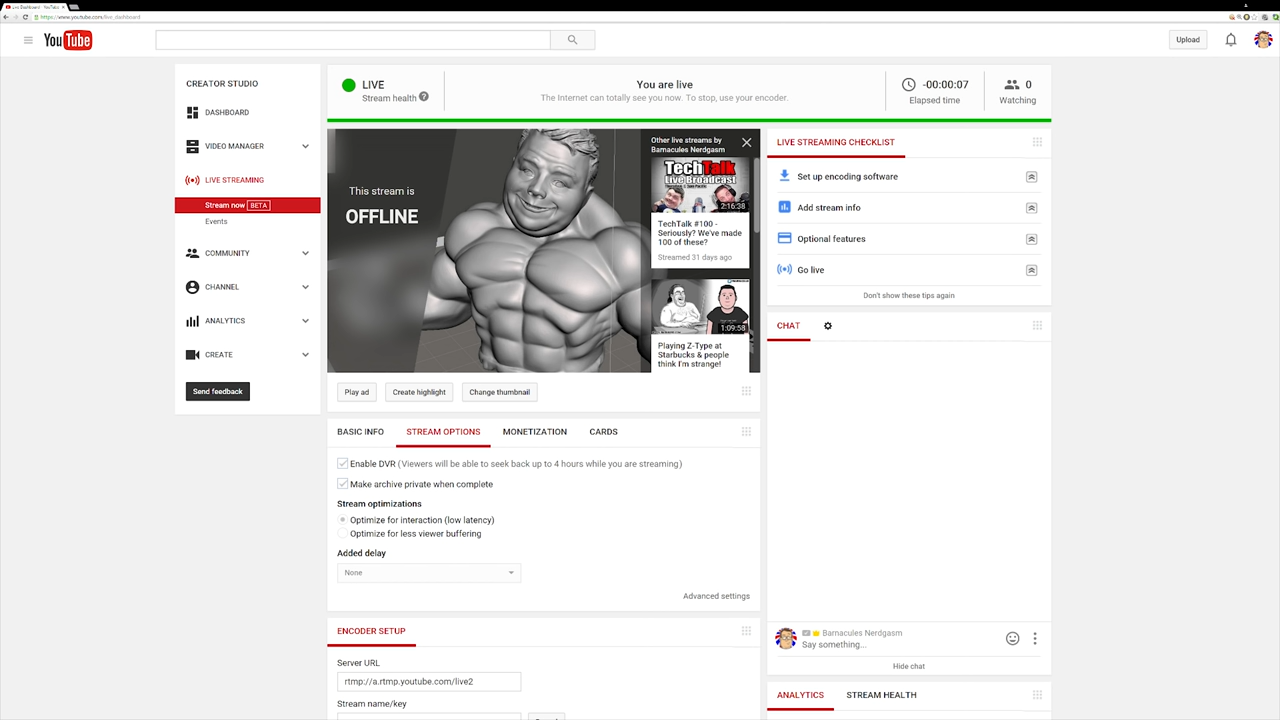 Live Dashboard - YouTube
https://www.youtube.com/live_dashboard
YouTube
Upload
CREATOR STUDIO
DASHBOARD
VIDEO MANAGER
LIVE STREAMING
Stream now BETA
Events
COMMUNITY
CHANNEL
ANALYTICS
CREATE
Send feedback
LIVE
Stream health ?
You are live
The Internet can totally see you now. To stop, use your encoder.
-00:00:07
Elapsed time
0
Watching
This stream is
OFFLINE
Other live streams by
Barnacules Nerdgasm
TechTalk
Live Broadcast
2:16:38
TechTalk #100 -
Seriously? We've made
100 of these?
Streamed 31 days ago
1:09:58
Playing Z-Type at
Starbucks & people
think I'm strange!
Play ad
Create highlight
Change thumbnail
BASIC INFO
STREAM OPTIONS
MONETIZATION
CARDS
Enable DVR (Viewers will be able to seek back up to 4 hours while you are streaming)
Make archive private when complete
Stream optimizations
Optimize for interaction (low latency)
Optimize for less viewer buffering
Added delay
None
Advanced settings
ENCODER SETUP
Server URL
rtmp://a.rtmp.youtube.com/live2
Stream name/key
LIVE STREAMING CHECKLIST
Set up encoding software
Add stream info
Optional features
Go live
Don't show these tips again
CHAT
Barnacules Nerdgasm
Say something...
Hide chat
ANALYTICS
STREAM HEALTH